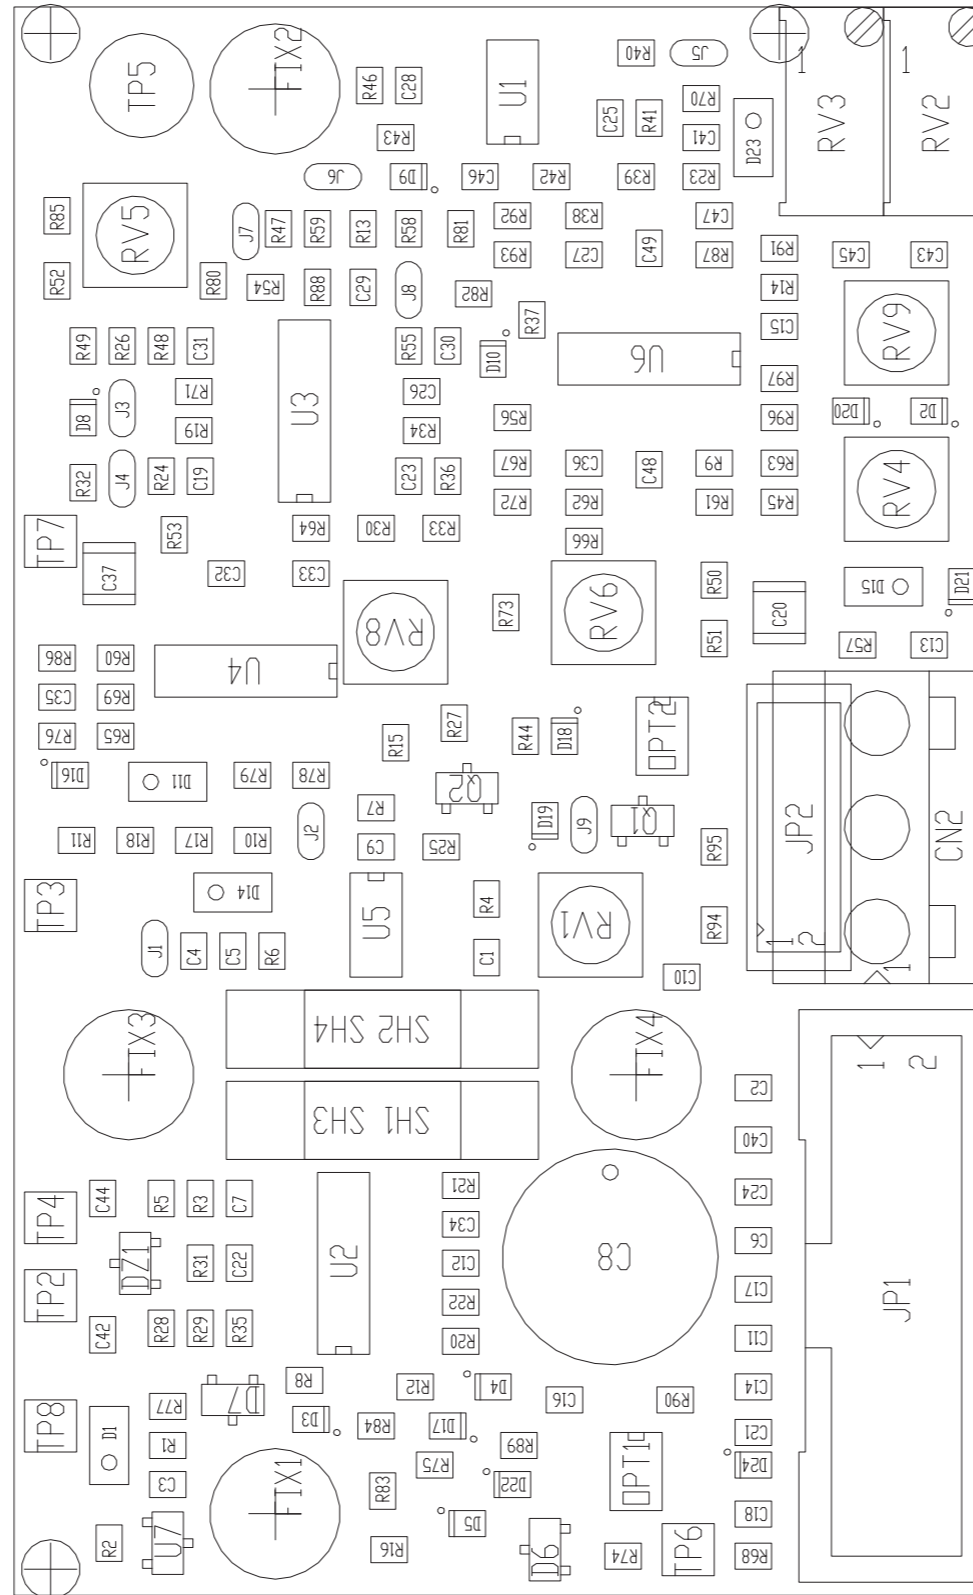 TP5
FIX2
R46
C28
U1
R40
J5
R70
C25
R41
C41
D23
1
RV3
1
RV2
R43
J6
D9
C46
R42
R39
R23
R85
RV5
J7
R47
R59
R13
R58
R81
R92
R38
C47
R93
C27
C49
R87
R91
C45
C43
R52
R80
R54
R88
C29
J8
R82
R14
R37
C15
RV9
R49
R26
R48
C31
U3
R55
C30
D10
U6
R97
D8
J3
R71
C26
R19
R34
R56
R96
D20
D2
R32
J4
R24
C19
C23
R36
R67
C36
C48
R9
R63
RV4
R72
R62
R61
R45
TP7
R53
R64
R30
R33
R66
C37
C32
C33
RV8
R73
RV6
R50
C20
D15
D21
R51
R57
C13
R86
R60
U4
C35
R69
R76
R65
R15
R27
R44
D18
OPT2
D16
D11
R79
R78
Q2
JP2
CN2
R7
D19
J9
Q1
R11
R18
R17
R10
J2
C9
R25
R95
TP3
D14
U5
R4
RV1
R94
1
2
1
J1
C4
C5
R6
C1
C10
FIX3
SH2 SH4
FIX4
SH1 SH3
1
2
C2
C40
TP4
C44
R5
R3
C7
U2
R21
C24
C34
C8
DZ1
R31
C22
C12
C6
TP2
R22
C17
JP1
C42
R28
R29
R35
R20
C11
R8
R12
D4
C16
R90
C14
TP8
D1
R77
D7
D3
R84
D17
R89
OPT1
C21
R1
R75
D24
C3
FIX1
R83
D22
C18
R2
U7
R16
D5
D6
R74
TP6
R68